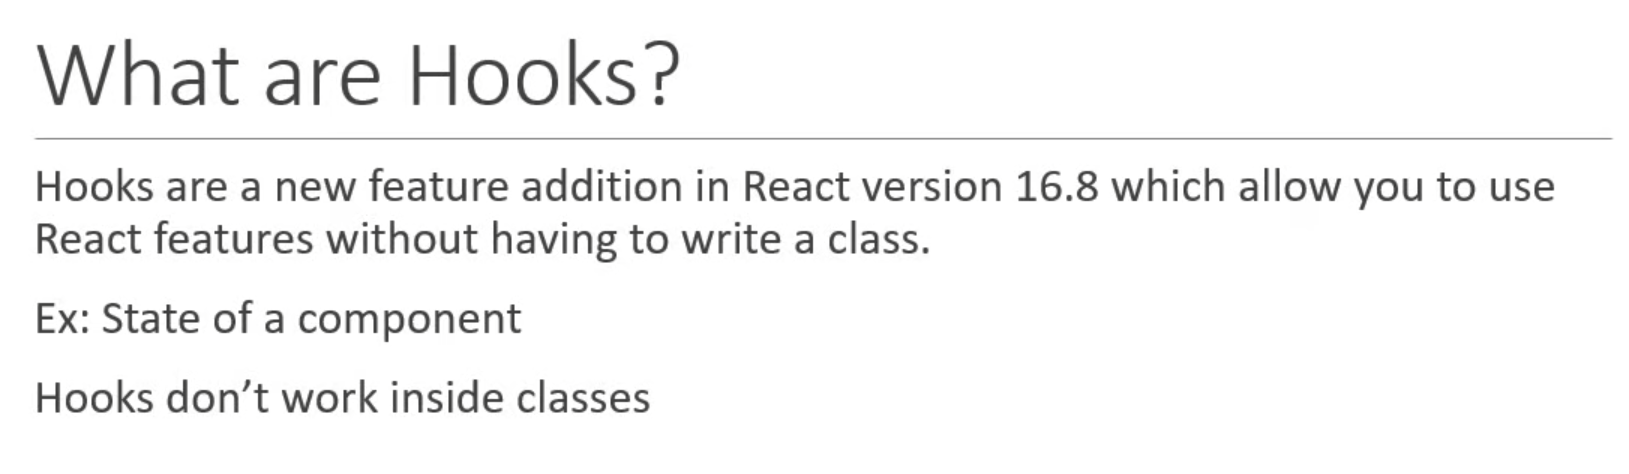 What are Hooks?
Hooks are a new feature addition in React version 16.8 which allow you to use
React features without having to write a class.
Ex: State of a component
Hooks don’t work inside classes